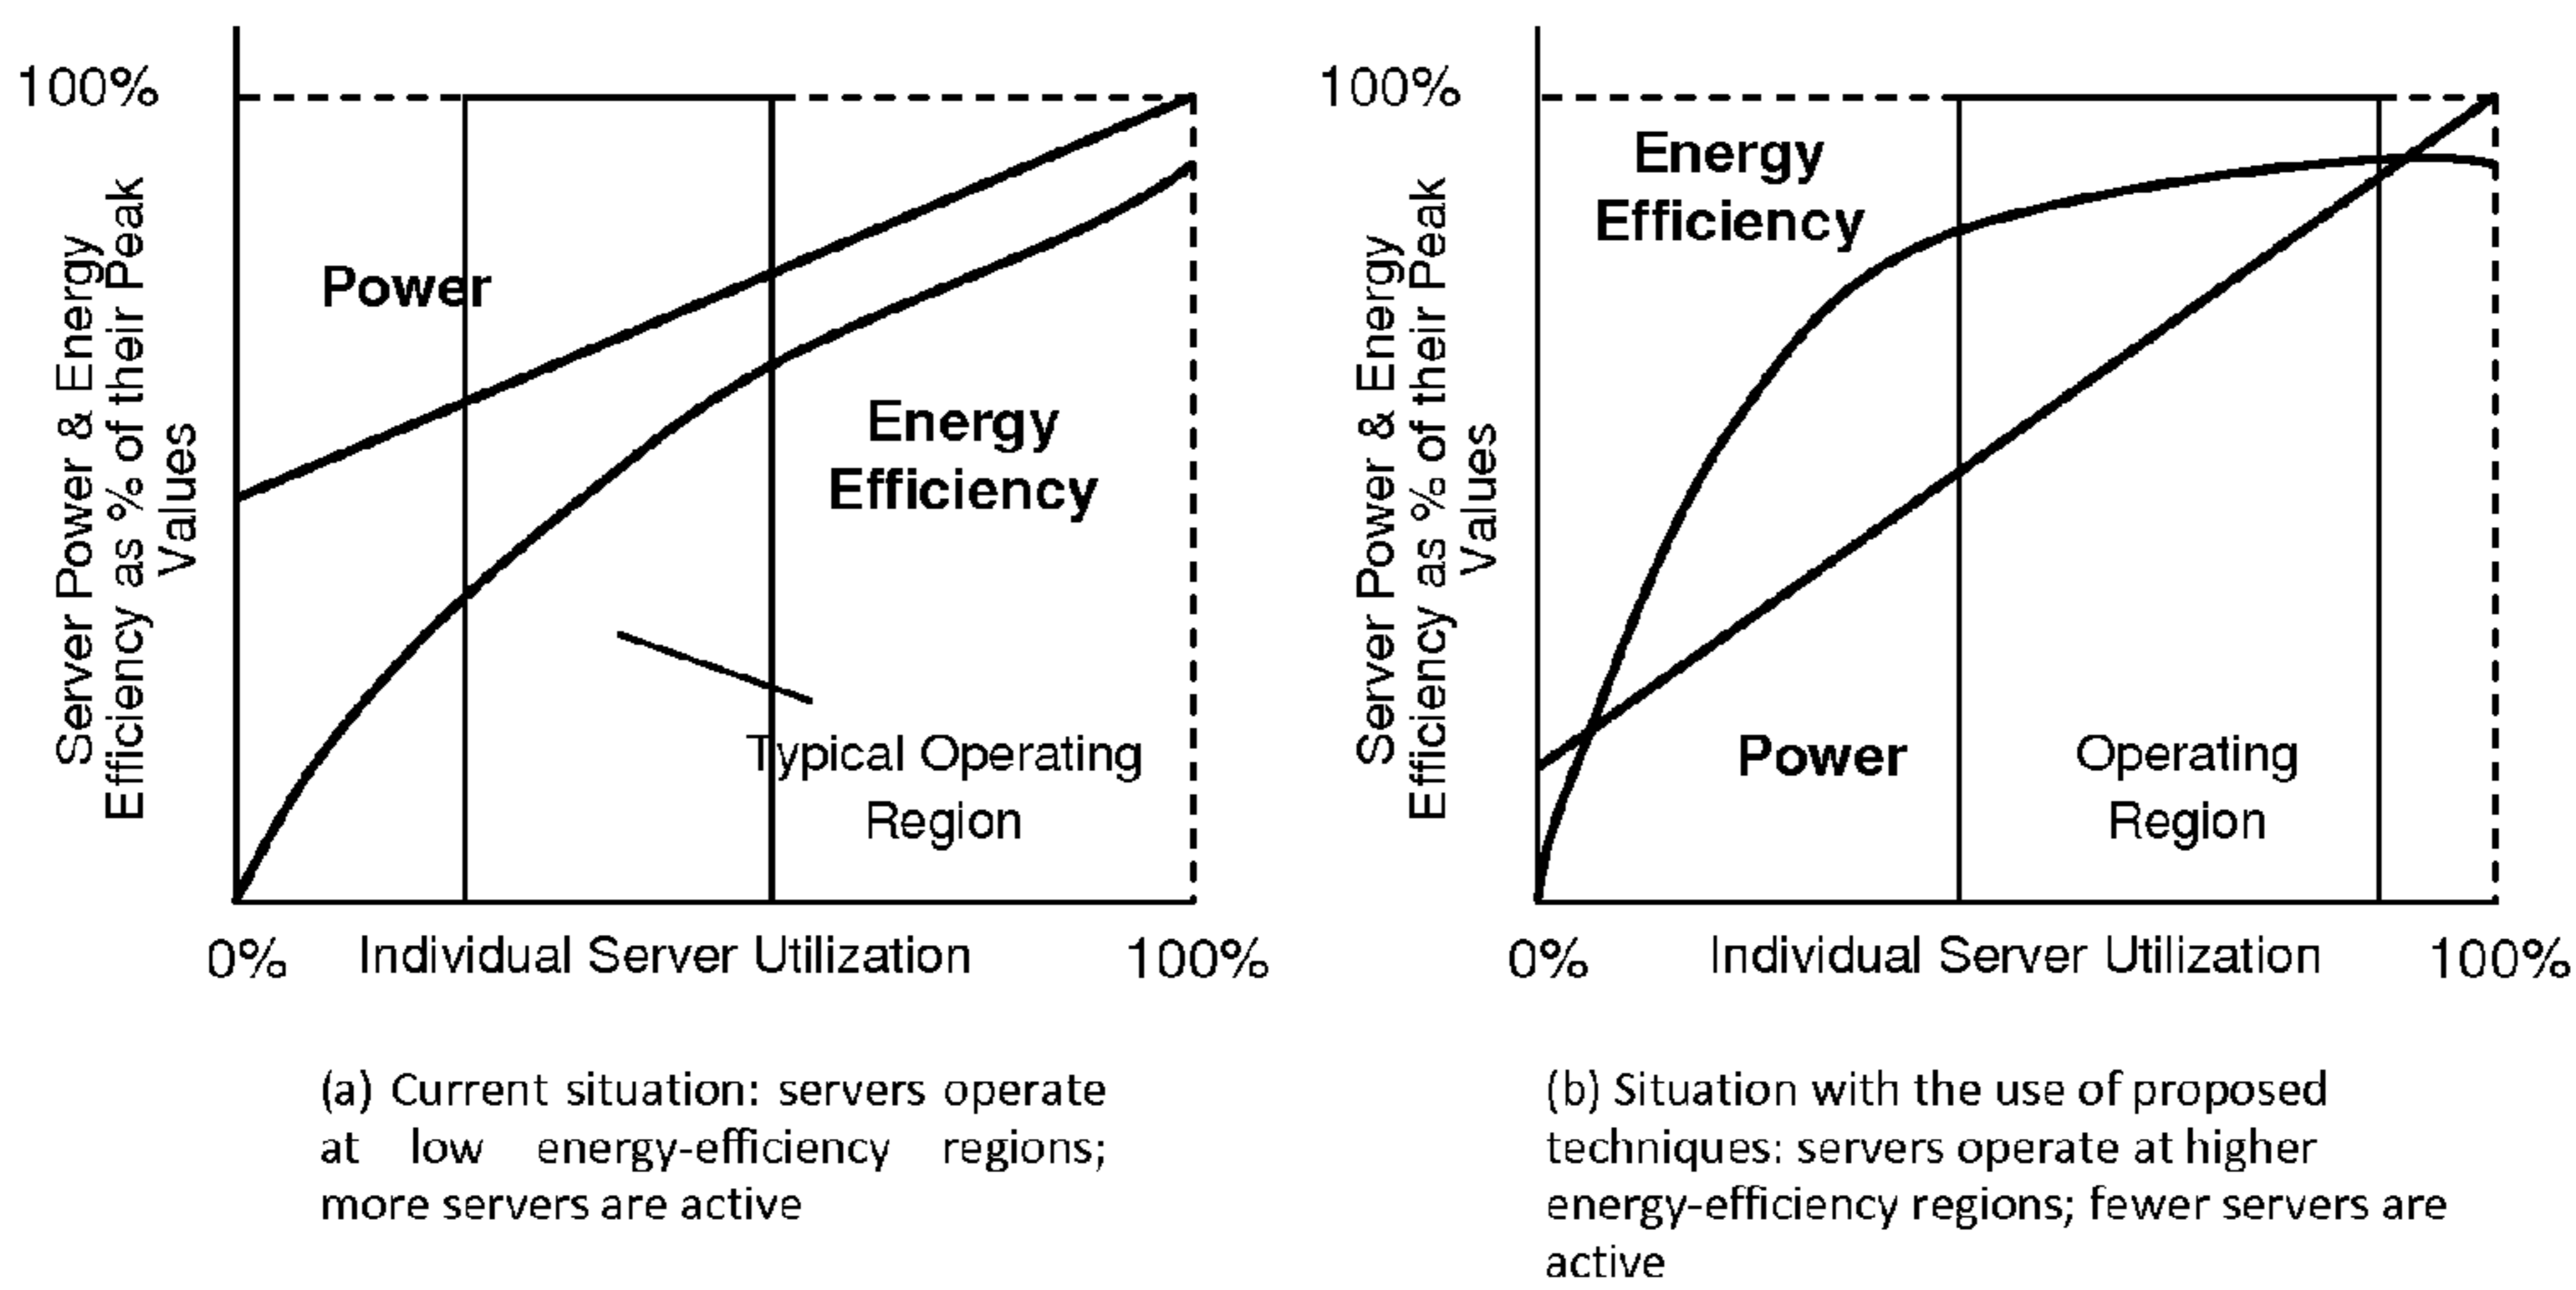 100%
Server Power & Energy
Efficiency as % of their Peak
Values
Power
Energy
Efficiency
Typical Operating
Region
0%
Individual Server Utilization
100%
(a) Current situation: servers operate
at low energy-efficiency regions;
more servers are active
100%
Server Power & Energy
Efficiency as % of their Peak
Values
Energy
Efficiency
Power
Operating
Region
0%
Individual Server Utilization
100%
(b) Situation with the use of proposed
techniques: servers operate at higher
energy-efficiency regions; fewer servers are
active